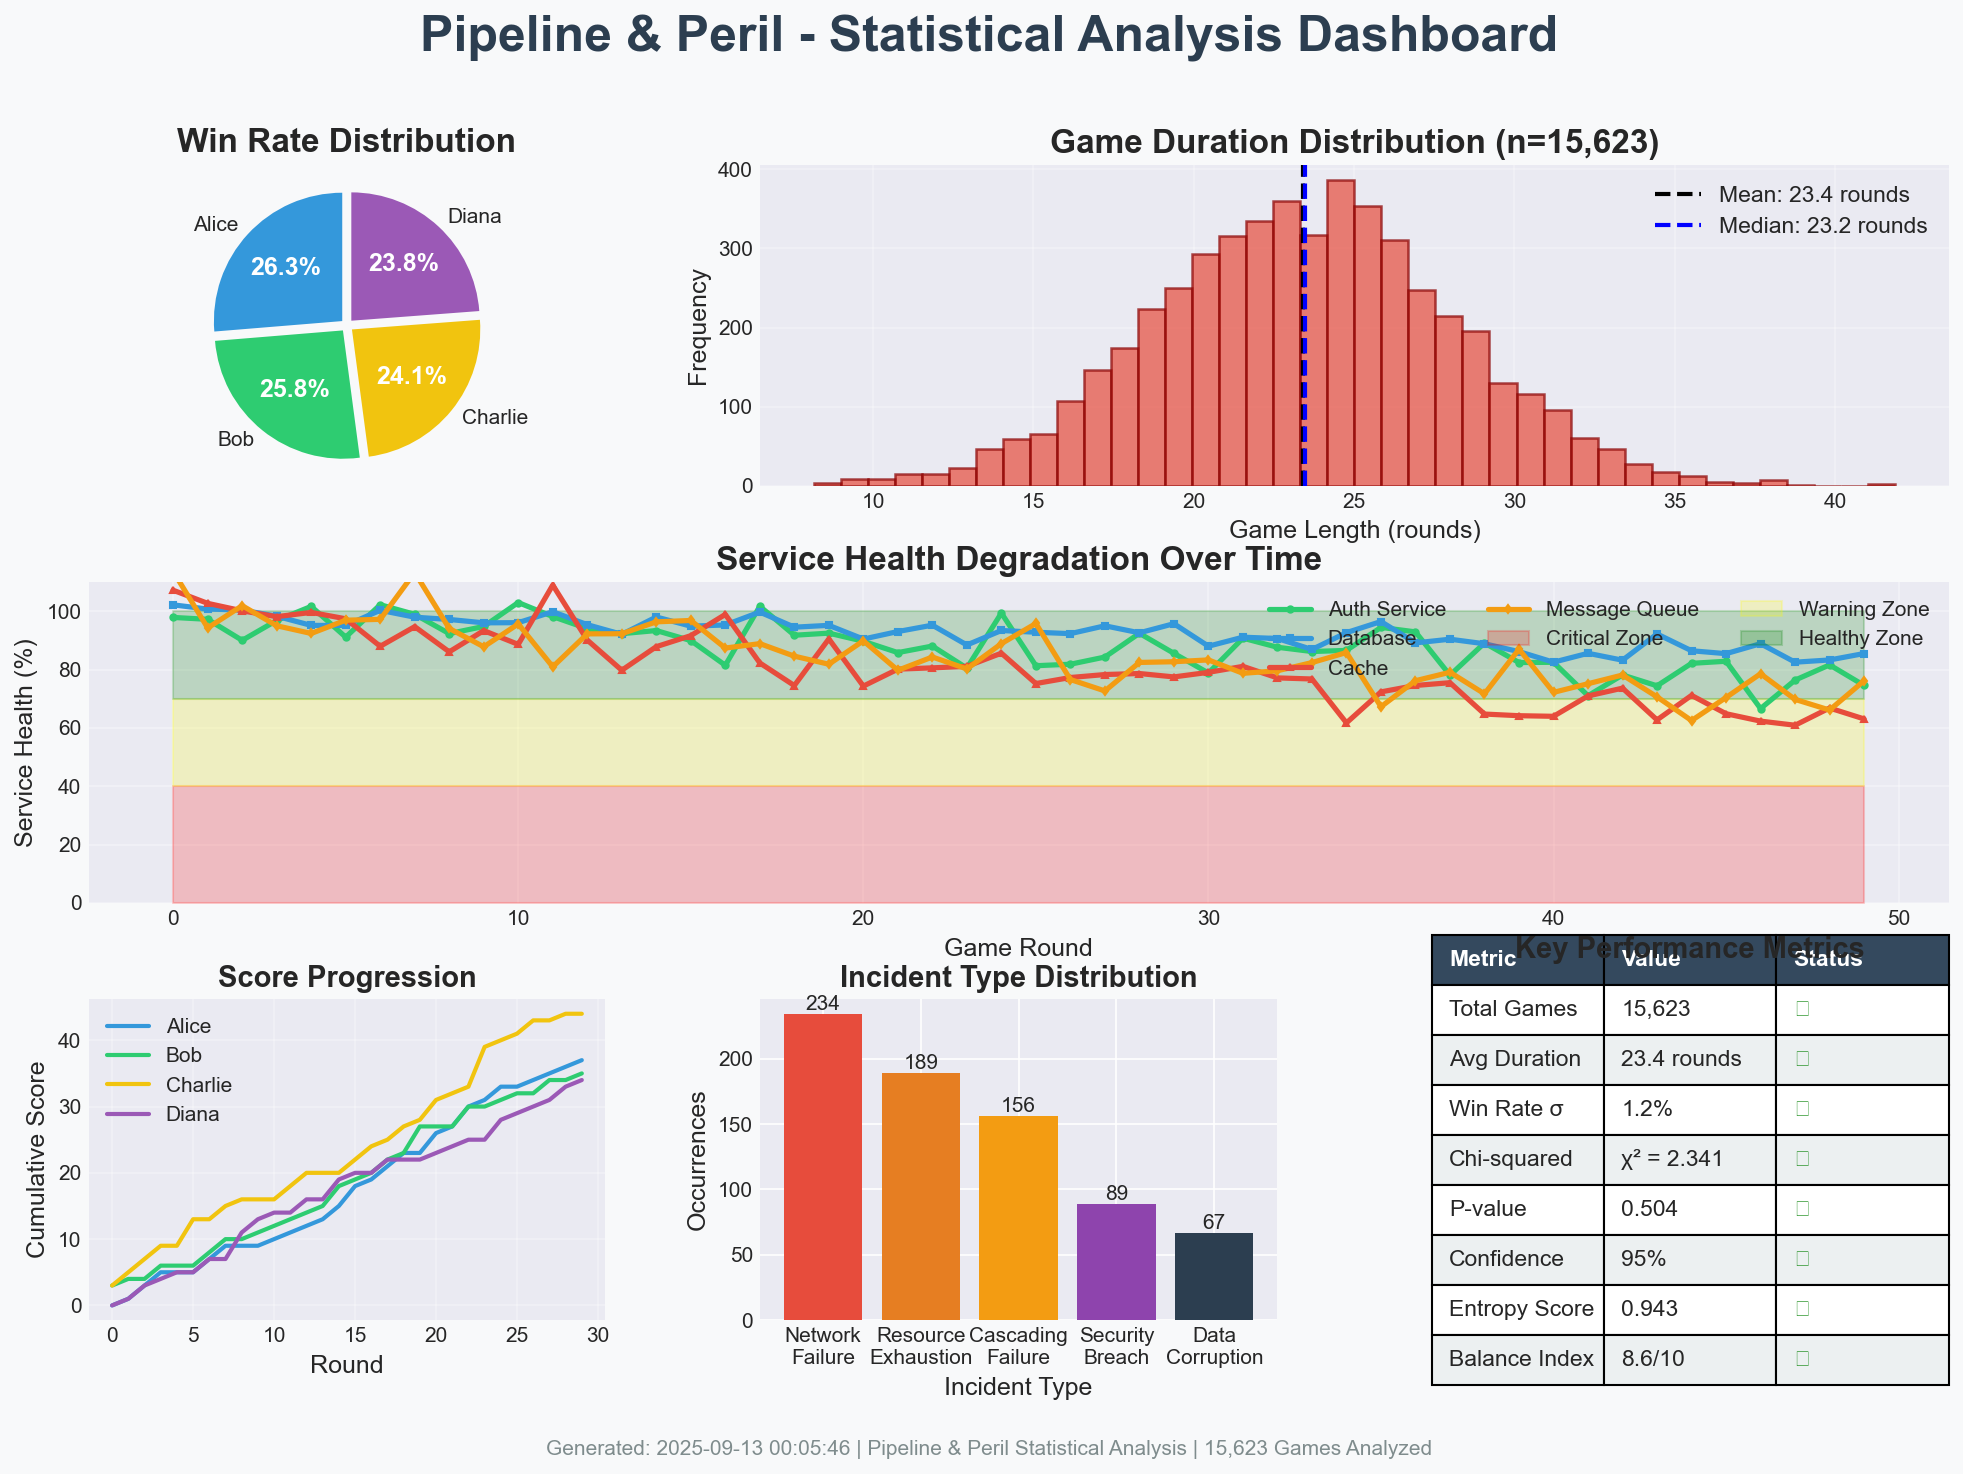 Pipeline & Peril - Statistical Analysis Dashboard
Win Rate Distribution
Alice
26.3%
Diana
23.8%
Bob
25.8%
Charlie
24.1%
Game Duration Distribution (n=15,623)
Mean: 23.4 rounds
Median: 23.2 rounds
Frequency
400
300
200
100
0
10 15 20 25 30 35 40
Game Length (rounds)
Service Health Degradation Over Time
Service Health (%)
100
80
60
40
20
0
Auth Service
Database
Cache
Message Queue
Critical Zone
Warning Zone
Healthy Zone
0 10 20 30 40 50
Game Round
Score Progression
Cumulative Score
40
30
20
10
0
Alice
Bob
Charlie
Diana
0 5 10 15 20 25 30
Round
Incident Type Distribution
Occurrences
200
150
100
50
0
234
189
156
89
67
Network
Failure
Resource
Exhaustion
Cascading
Failure
Security
Breach
Data
Corruption
Incident Type
Key Performance Metrics
Metric Value Status
Total Games 15,623
Avg Duration 23.4 rounds
Win Rate σ 1.2%
Chi-squared χ² = 2.341
P-value 0.504
Confidence 95%
Entropy Score 0.943
Balance Index 8.6/10
Generated: 2025-09-13 00:05:46 | Pipeline & Peril Statistical Analysis | 15,623 Games Analyzed